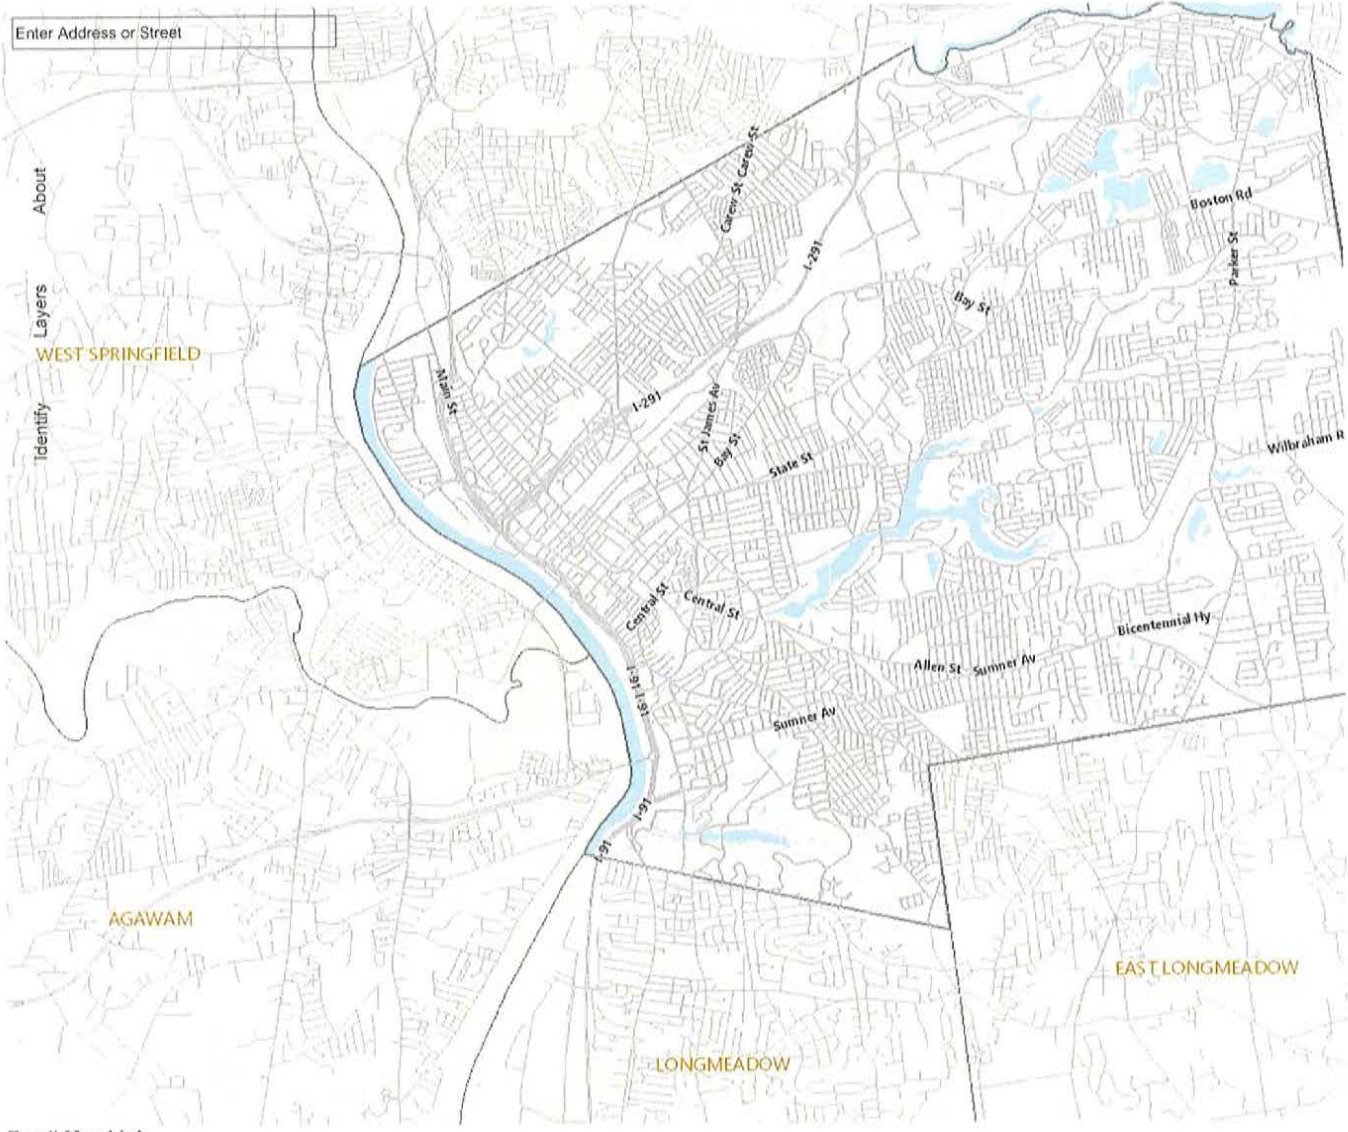 Enter Address or Street
About
Layers
Identify
WEST SPRINGFIELD
AGAWAM
LONGMEADOW
EAST LONGMEADOW
Carew St Carew St
I-291
Boston Rd
Parker St
Bay St
Main St
I-291
St James Av
Bay St
State St
Wilbraham R
Central St
Central St
Bicentennial Hy
Allen St
Sumner Av
I-91 I-91
Sumner Av
I-91
I-91